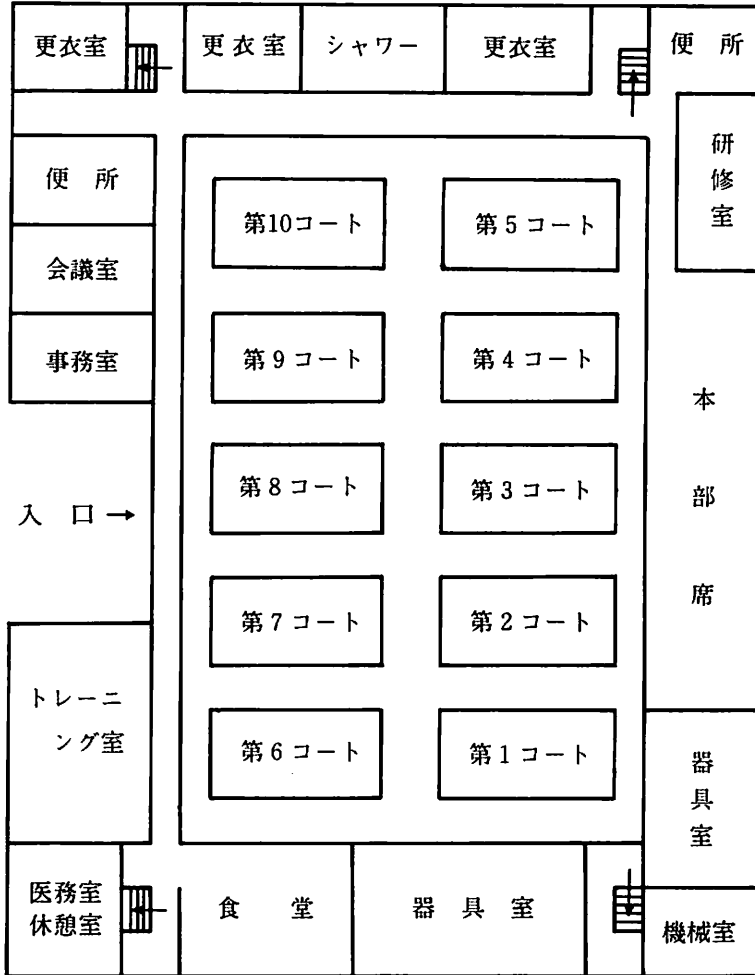 更衣室
更衣室
シャワー
更衣室
便所
研修室
便所
第10コート
第5コート
会議室
事務室
第9コート
第4コート
本部席
第8コート
第3コート
入口→
第7コート
第2コート
トレーニ
ング室
第6コート
第1コート
器具室
医務室
休憩室
食堂
器具室
機械室